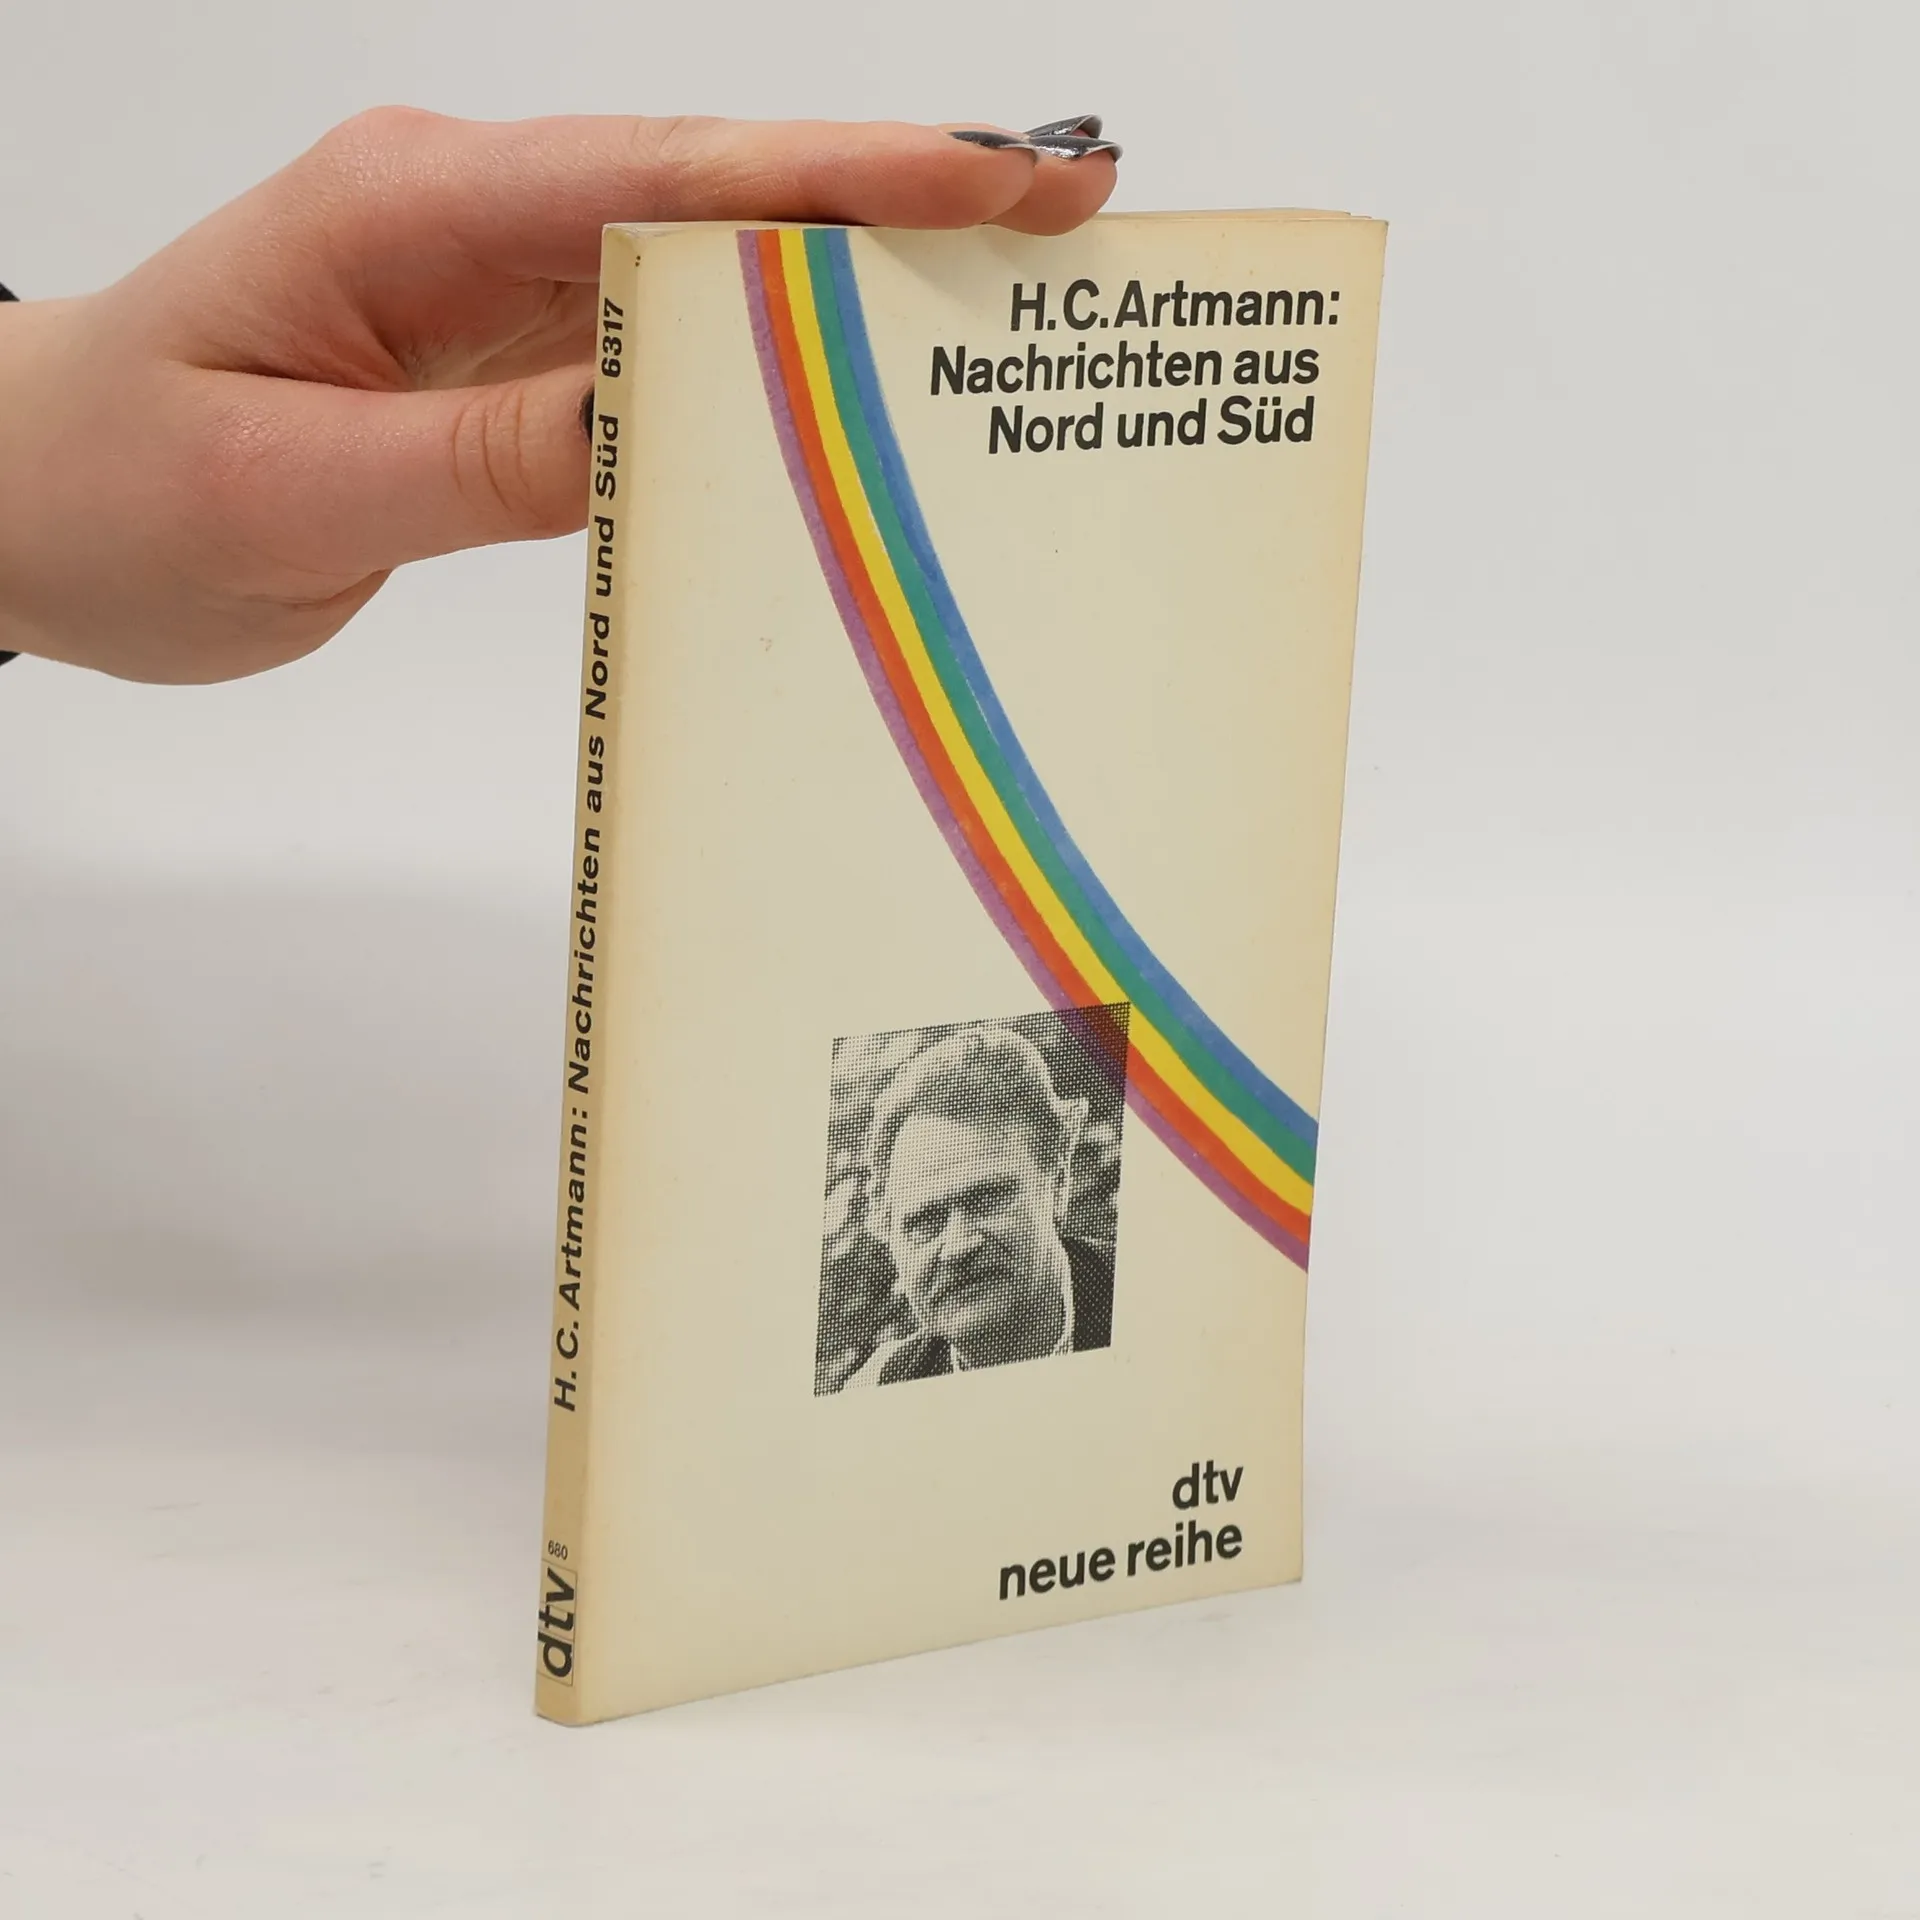 H.C.Artmann:
Nachrichten aus
Nord und Süd
dtv
neue reihe
H. C. Artmann: Nachrichten aus Nord und Süd 6317
680
dtv